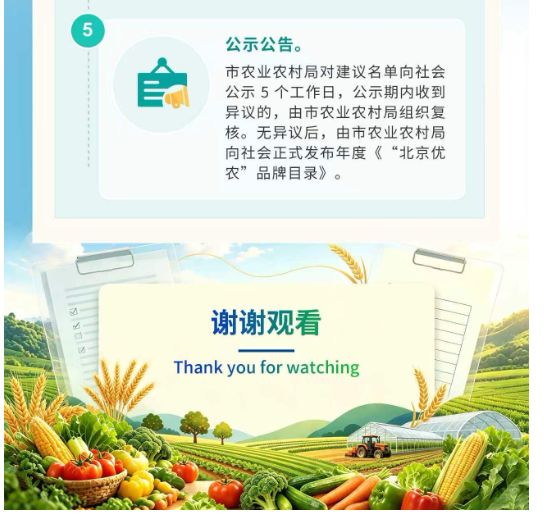 5
公示公告。
市农业农村局对建议名单向社会
公示 5 个工作日，公示期内收到
异议的，由市农业农村局组织复
核。无异议后，由市农业农村局
向社会正式发布年度《“北京优
农”品牌目录》。
谢谢观看
Thank you for watching